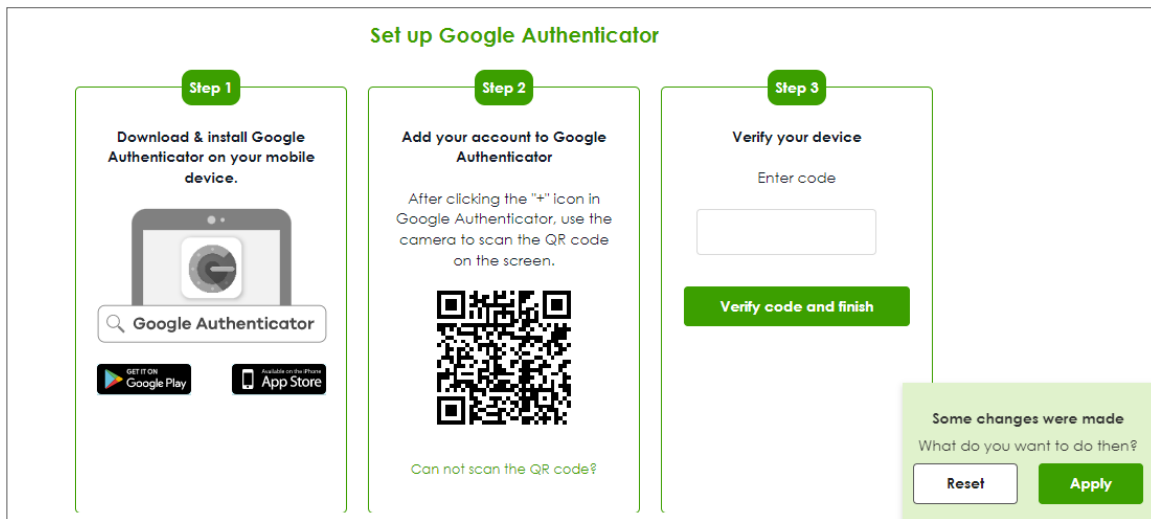 Set up Google Authenticator
Step 1
Download & install Google
Authenticator on your mobile
device.
Google Authenticator
GET IT ON
Google Play
Available on the iPhone
App Store
Step 2
Add your account to Google
Authenticator
After clicking the "+" icon in
Google Authenticator, use the
camera to scan the QR code
on the screen.
Can not scan the QR code?
Step 3
Verify your device
Enter code
Verify code and finish
Some changes were made
What do you want to do then?
Reset
Apply